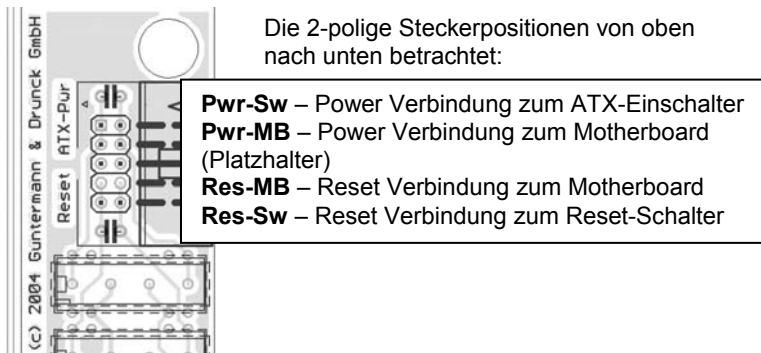 Die 2-polige Steckerpositionen von oben
nach unten betrachtet:
Pwr-Sw – Power Verbindung zum ATX-Einschalter
Pwr-MB – Power Verbindung zum Motherboard
(Platzhalter)
Res-MB – Reset Verbindung zum Motherboard
Res-Sw – Reset Verbindung zum Reset-Schalter
(c) 2004 Guntermann & Drunck GmbH
Reset
ATX-Pwr